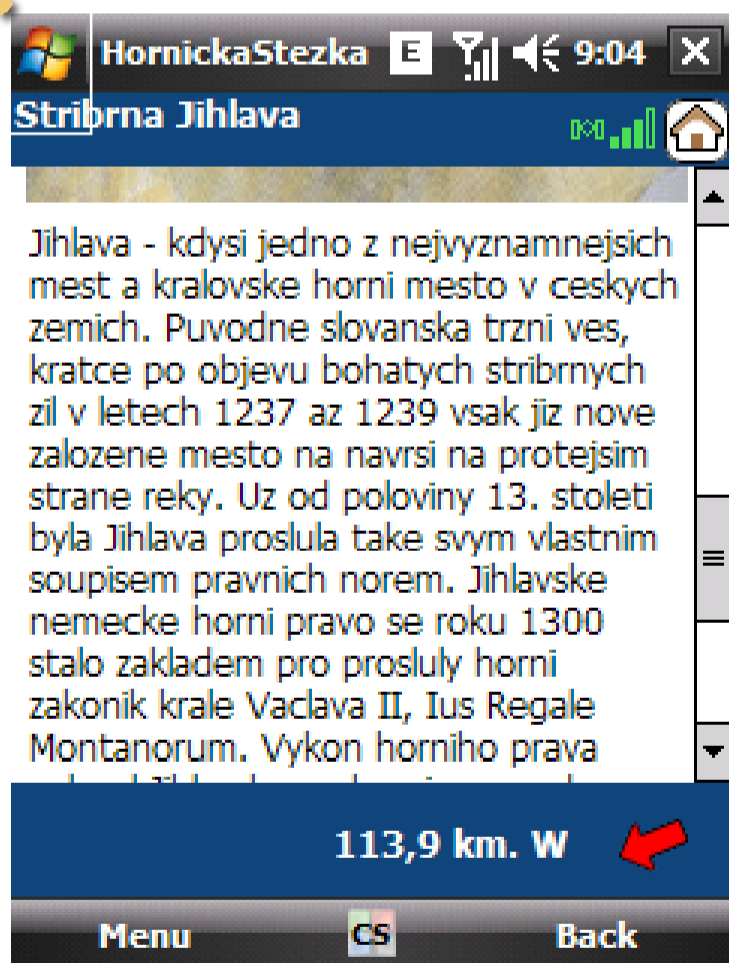 HornickaStezka E 9:04
Stribrna Jihlava
Jihlava - kdysi jedno z nejvyznamnejsich
mest a kralovske horni mesto v ceskych
zemich. Puvodne slovanska trzni ves,
kratce po objevu bohatych stribrnych
zil v letech 1237 az 1239 vsak jiz nove
zalozene mesto na navrsi na protejsim
strane reky. Uz od poloviny 13. stoleti
byla Jihlava proslula take svym vlastnim
soupisem pravnich norem. Jihlavske
nemecke horni pravo se roku 1300
stalo zakladem pro prosluly horni
zakonik krale Vaclava II, Ius Regale
Montanorum. Vykon horniho prava
113,9 km. W
Menu CS Back